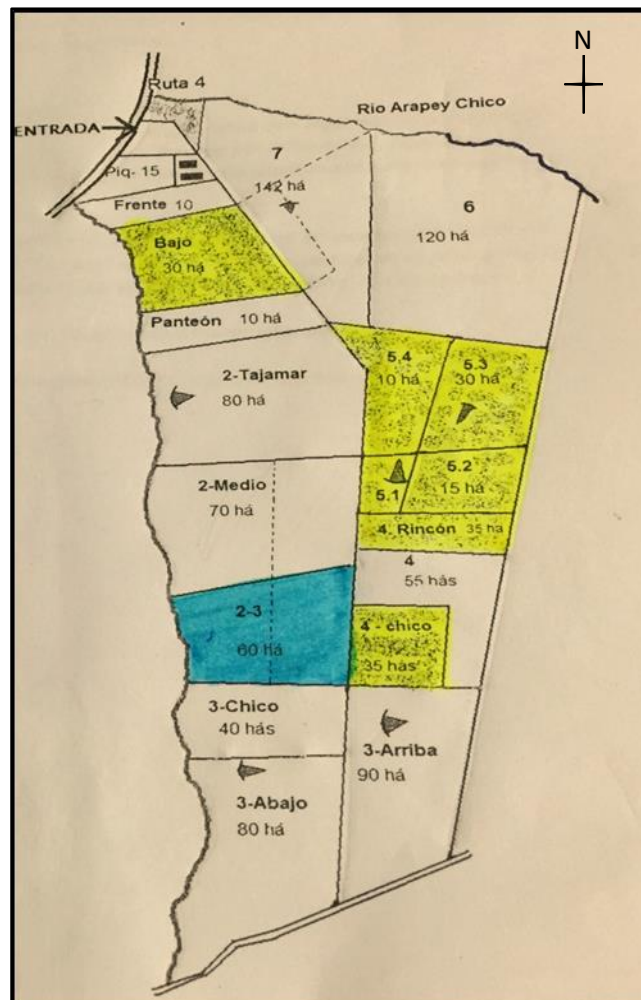 N
Ruta 4
Rio Arapey Chico
ENTRADA
Piq- 15
7
142 há
Frente 10
6
120 há
Bajo
30 há
Panteón 10 há
5.4
10 há
5.3
30 há
2-Tajamar
80 há
5.2
15 há
5.1
2-Medio
70 há
4. Rincón 35 ha
4
55 hás
2-3
60 há
4 - chico
35 hás
3-Chico
40 hás
3-Arriba
90 há
3-Abajo
80 há